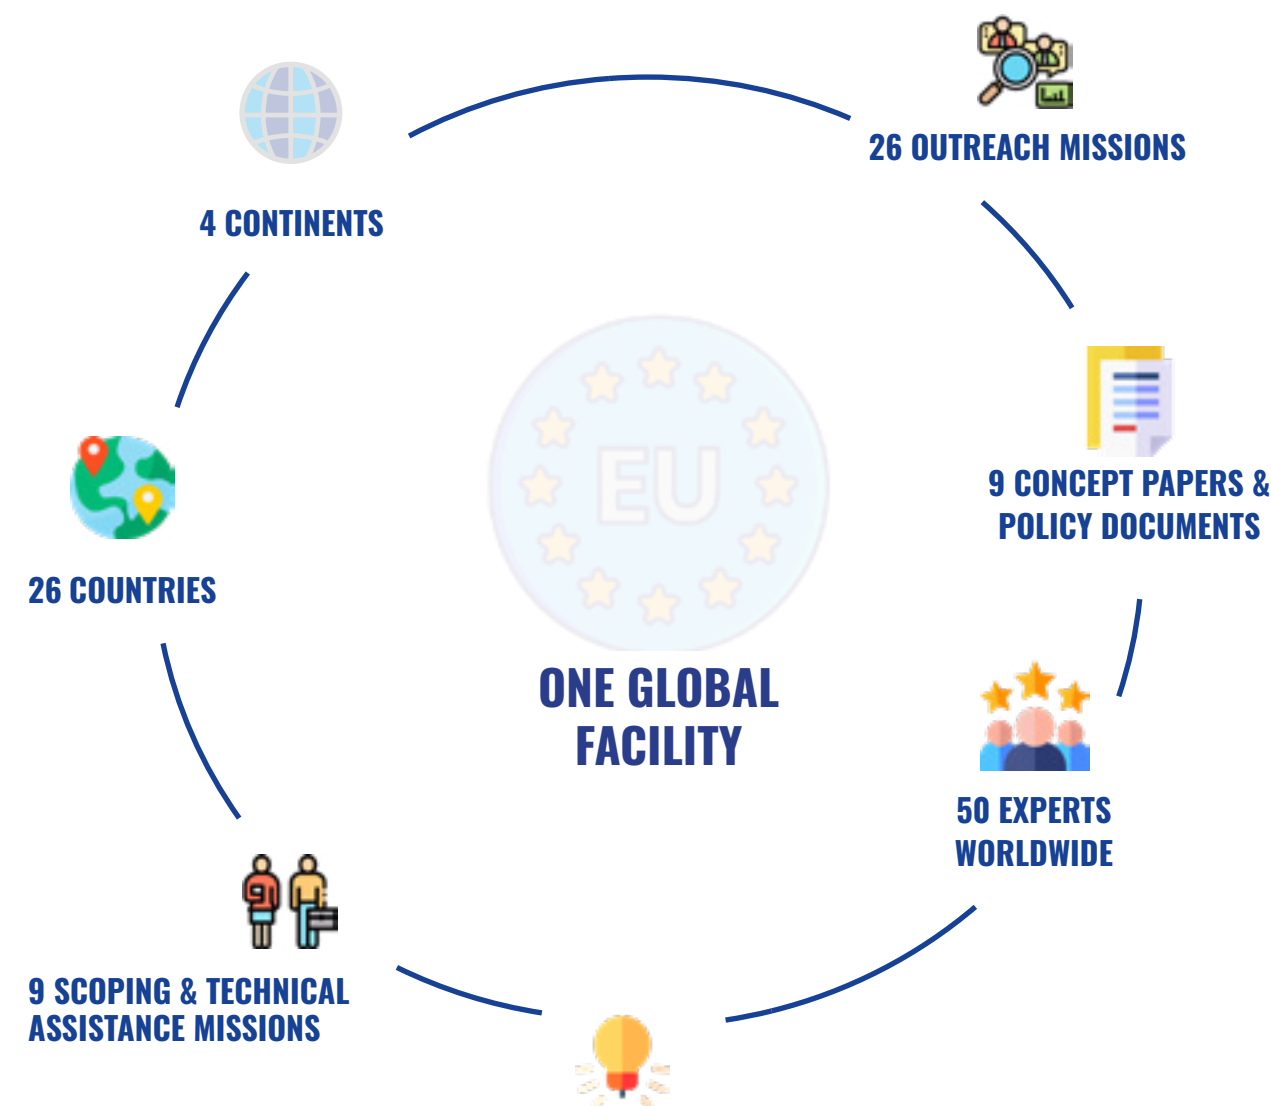 26 OUTREACH MISSIONS
4 CONTINENTS
9 CONCEPT PAPERS &
POLICY DOCUMENTS
EU
26 COUNTRIES
ONE GLOBAL
FACILITY
50 EXPERTS
WORLDWIDE
9 SCOPING & TECHNICAL
ASSISTANCE MISSIONS